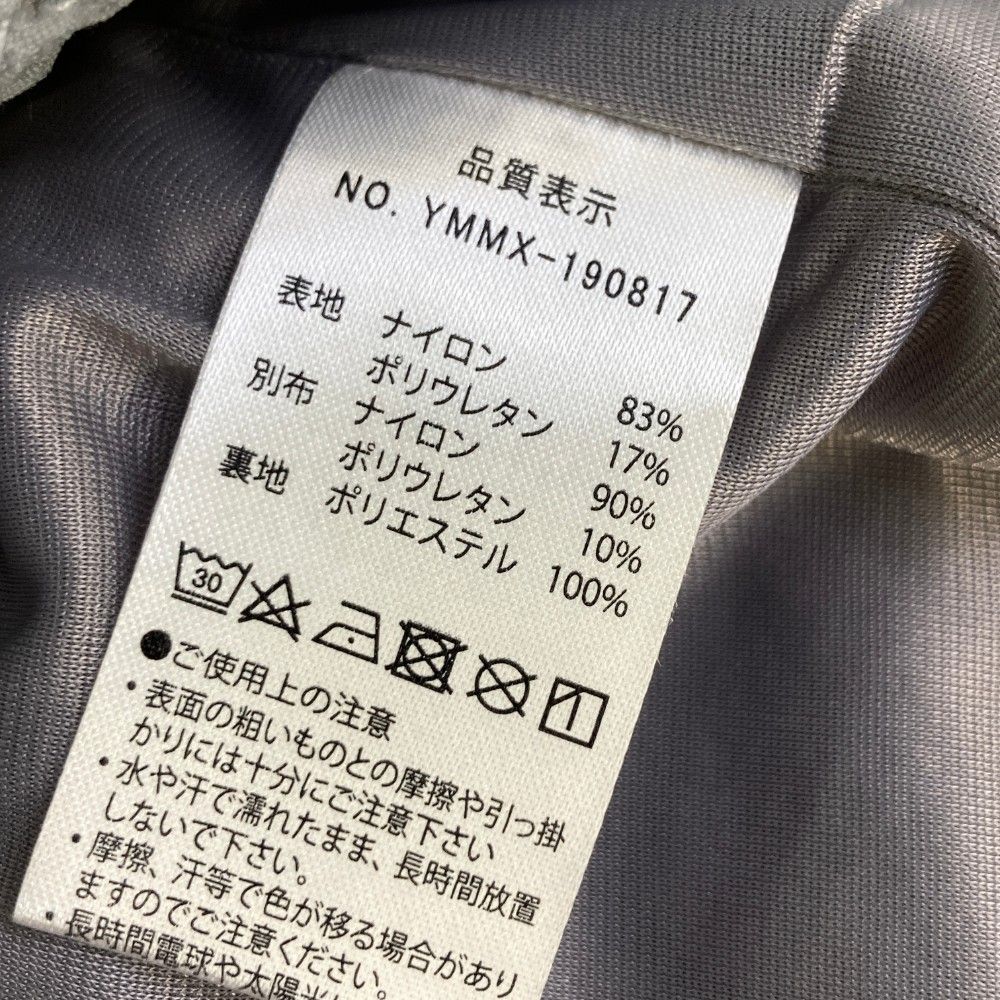 品質表示
NO. YMMX-190817
表地 ナイロン 83%
ポリウレタン 17%
別布 ナイロン 90%
ポリウレタン 10%
裏地 ポリエステル 100%
30
●ご使用上の注意
・表面の粗いものとの摩擦や引っ掛
かりには十分にご注意下さい
・水や汗で濡れたまま、長時間放置
しないで下さい。
・摩擦、汗等で色が移る場合があり
ますのでご注意ください。
・長時間電球や太陽光